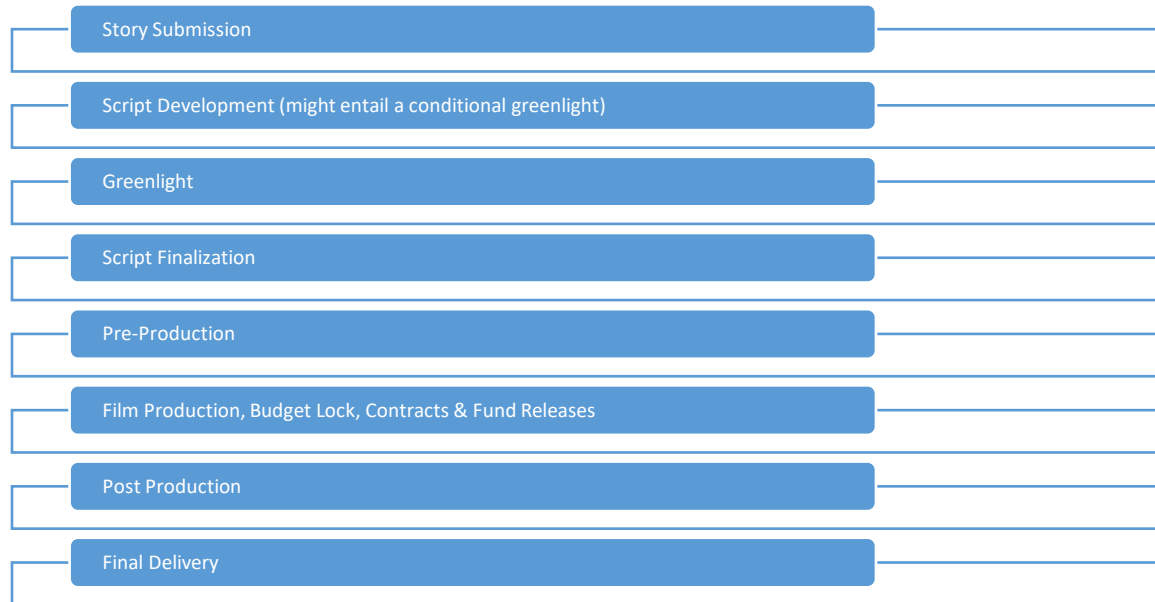 Story Submission
Script Development (might entail a conditional greenlight)
Greenlight
Script Finalization
Pre-Production
Film Production, Budget Lock, Contracts & Fund Releases
Post Production
Final Delivery